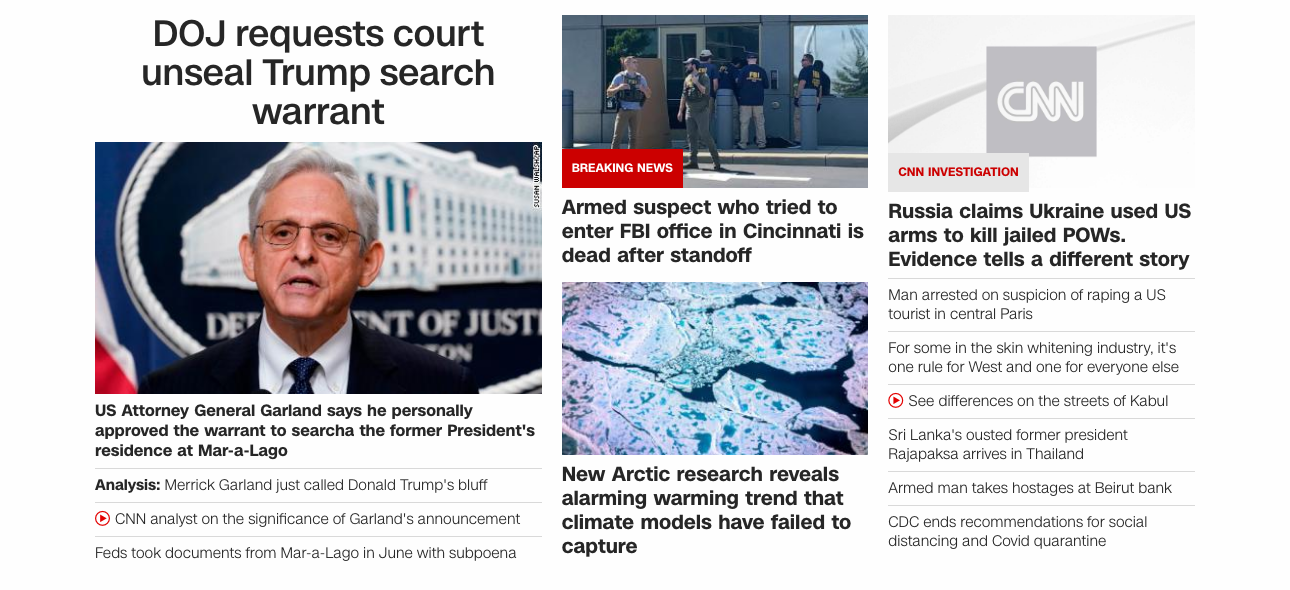 DOJ requests court
unseal Trump search
warrant
SUSAN WALSH/AP
DEPARTMENT OF JUSTI
TON
US Attorney General Garland says he personally
approved the warrant to searcha the former President's
residence at Mar-a-Lago
Analysis: Merrick Garland just called Donald Trump's bluff
CNN analyst on the significance of Garland's announcement
Feds took documents from Mar-a-Lago in June with subpoena
FBI
BREAKING NEWS
Armed suspect who tried to
enter FBI office in Cincinnati is
dead after standoff
New Arctic research reveals
alarming warming trend that
climate models have failed to
capture
CNN
CNN INVESTIGATION
Russia claims Ukraine used US
arms to kill jailed POWs.
Evidence tells a different story
Man arrested on suspicion of raping a US
tourist in central Paris
For some in the skin whitening industry, it's
one rule for West and one for everyone else
See differences on the streets of Kabul
Sri Lanka's ousted former president
Rajapaksa arrives in Thailand
Armed man takes hostages at Beirut bank
CDC ends recommendations for social
distancing and Covid quarantine